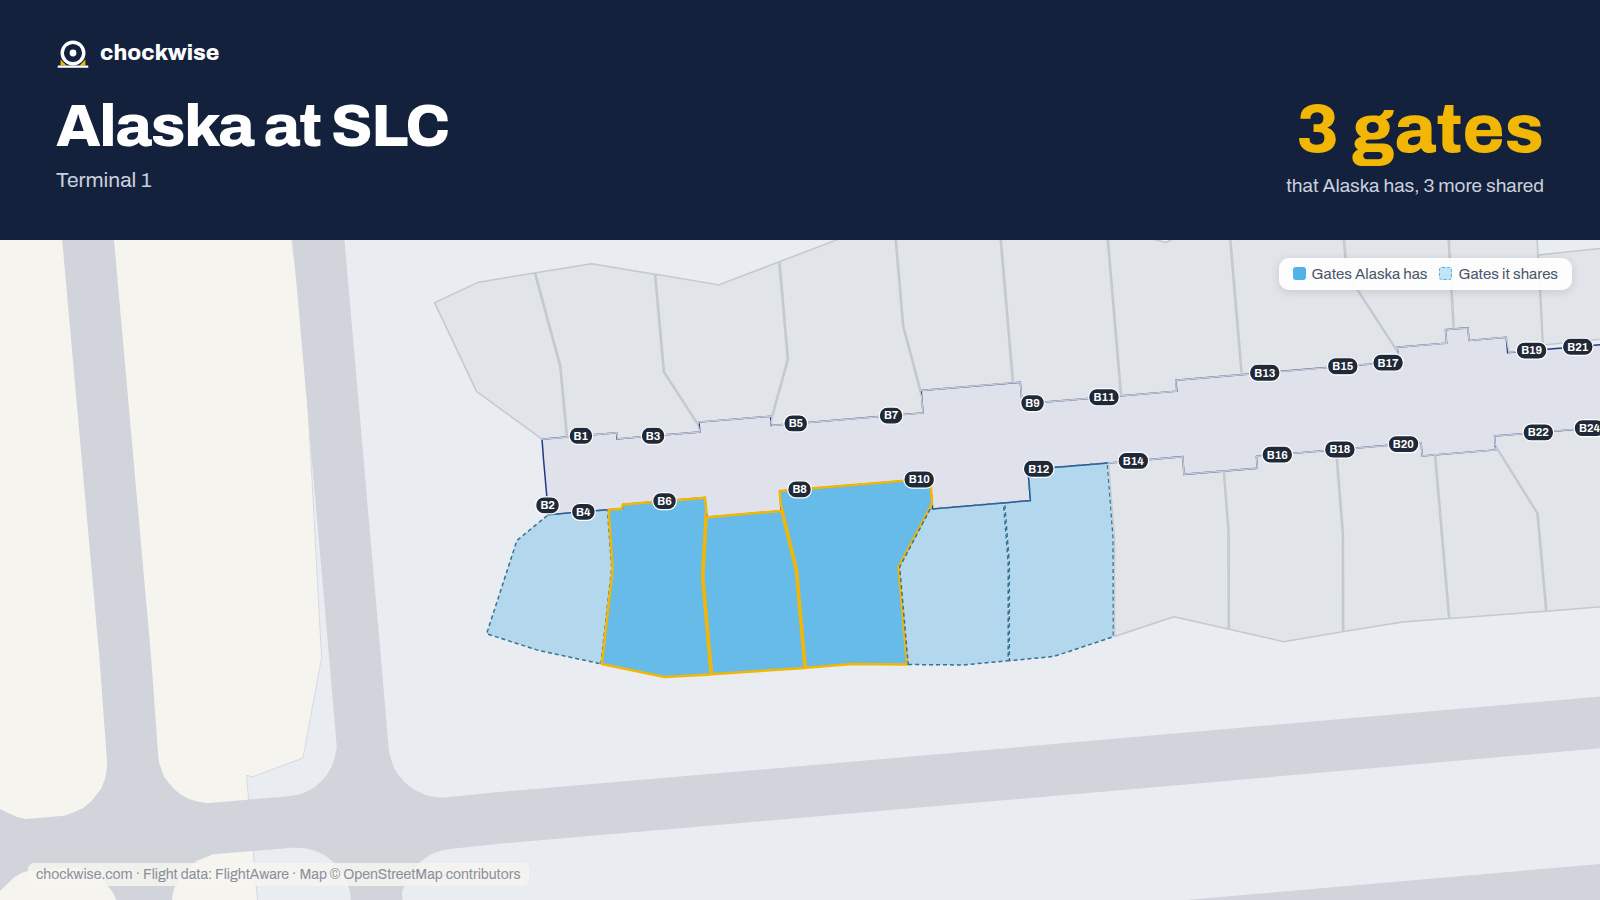 chockwise
Alaska at SLC
Terminal 1
3 gates
that Alaska has, 3 more shared
Gates Alaska has
Gates it shares
B19
B21
B13
B15
B17
B9
B11
B1
B3
B5
B7
B22
B24
B16
B18
B20
B12
B14
B10
B8
B6
B2
B4
chockwise.com · Flight data: FlightAware · Map © OpenStreetMap contributors